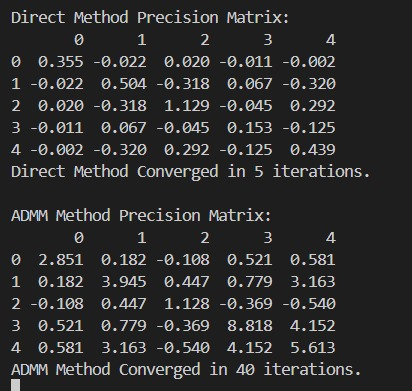 Direct Method Precision Matrix:
0 1 2 3 4
0 0.355 -0.022 0.020 -0.011 -0.002
1 -0.022 0.504 -0.318 0.067 -0.320
2 0.020 -0.318 1.129 -0.045 0.292
3 -0.011 0.067 -0.045 0.153 -0.125
4 -0.002 -0.320 0.292 -0.125 0.439
Direct Method Converged in 5 iterations.
ADMM Method Precision Matrix:
0 1 2 3 4
0 2.851 0.182 -0.108 0.521 0.581
1 0.182 3.945 0.447 0.779 3.163
2 -0.108 0.447 1.128 -0.369 -0.540
3 0.521 0.779 -0.369 8.818 4.152
4 0.581 3.163 -0.540 4.152 5.613
ADMM Method Converged in 40 iterations.